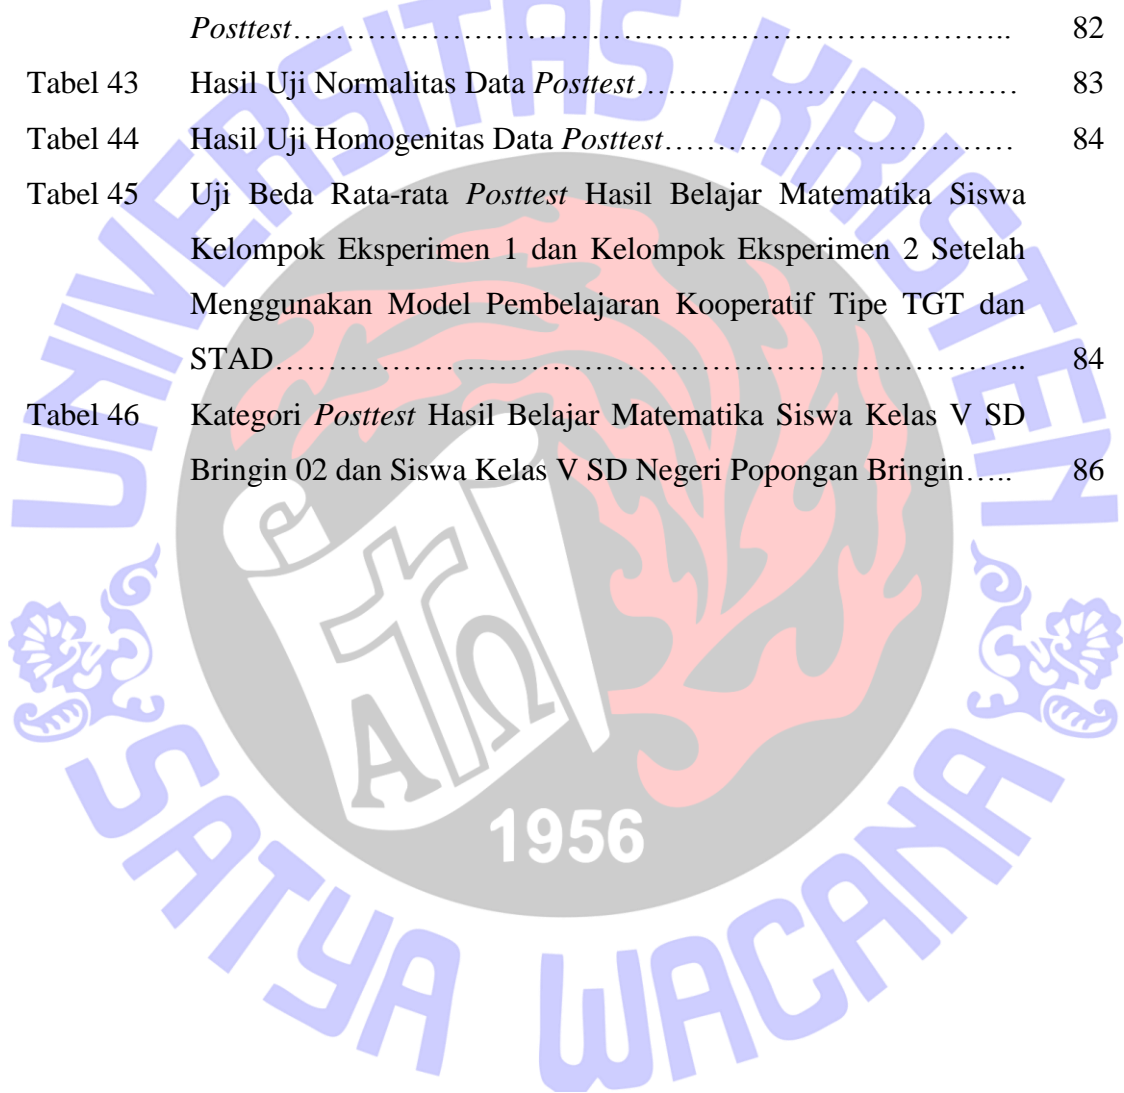 Posttest……………………………………………………………….. 82
Tabel 43 Hasil Uji Normalitas Data Posttest……………………………… 83
Tabel 44 Hasil Uji Homogenitas Data Posttest…………………………… 84
Tabel 45 Uji Beda Rata-rata Posttest Hasil Belajar Matematika Siswa
Kelompok Eksperimen 1 dan Kelompok Eksperimen 2 Setelah
Menggunakan Model Pembelajaran Kooperatif Tipe TGT dan
STAD………………………………………………………………….. 84
Tabel 46 Kategori Posttest Hasil Belajar Matematika Siswa Kelas V SD
Bringin 02 dan Siswa Kelas V SD Negeri Popongan Bringin….. 86
UNIVERSITAS KRISTEN
ΑΩ
1956
SATYA WACANA